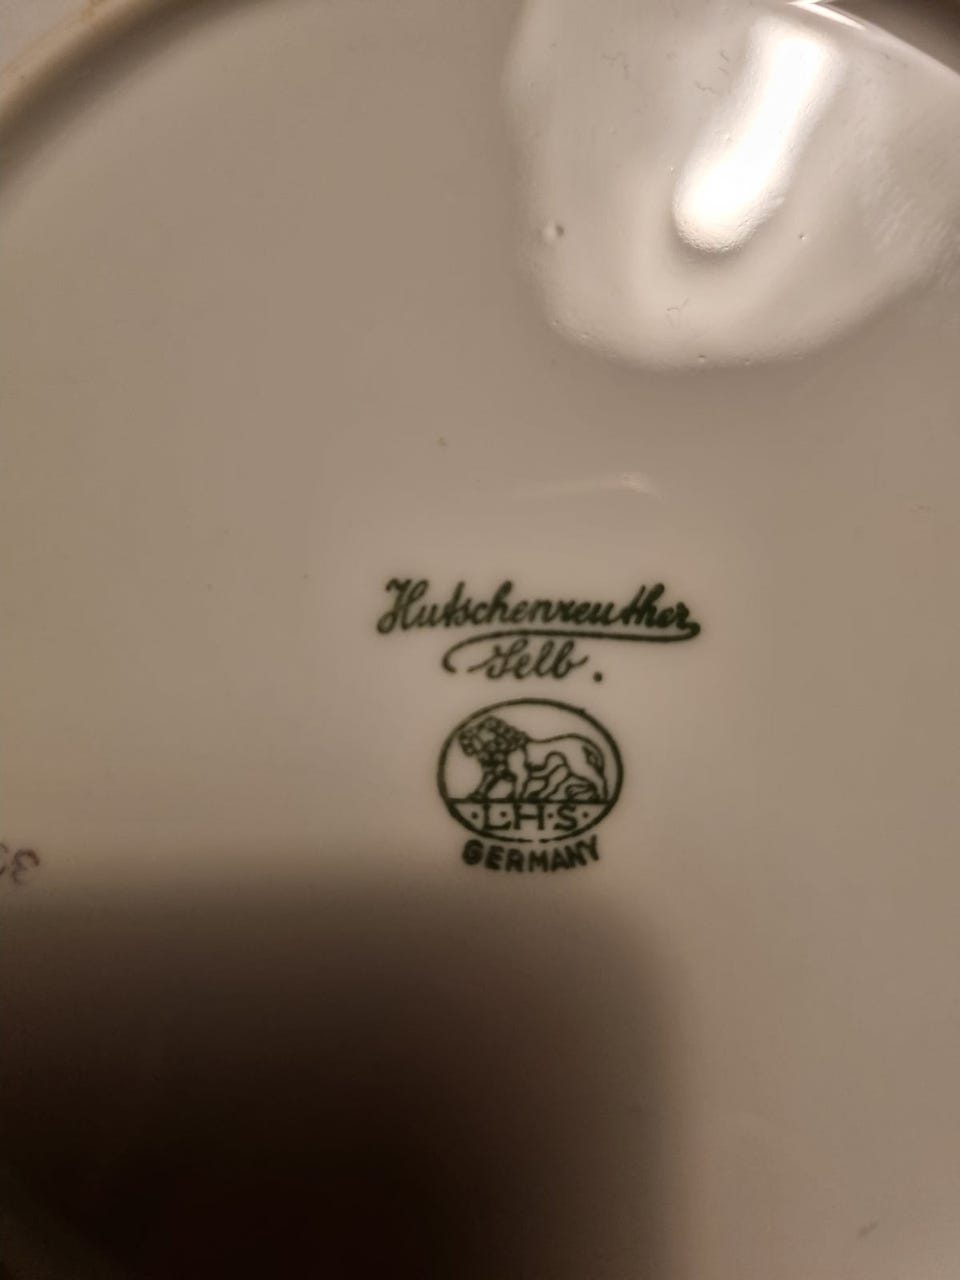 Hutschenreuther
Selb.
·L·H·S·
GERMANY